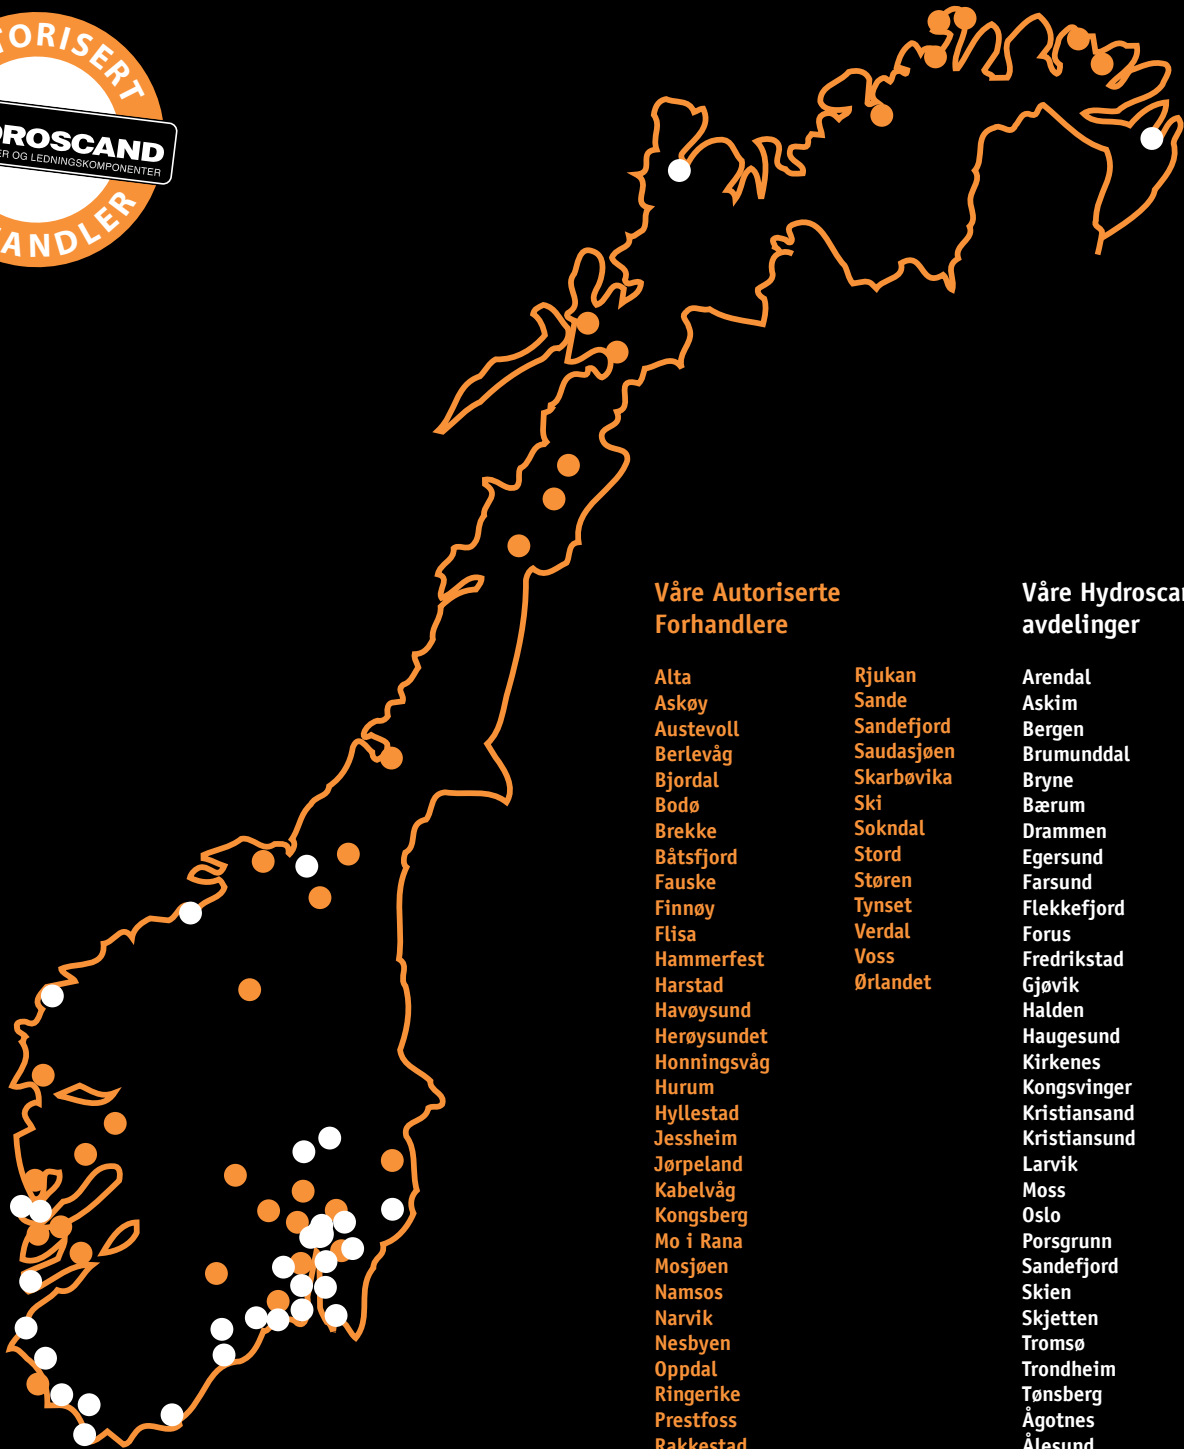 TORISERT
ROSCAND
ER OG LEDNINGSKOMPONENTER
ANDLER
Våre Autoriserte
Forhandlere
Alta
Askøy
Austevoll
Berlevåg
Bjordal
Bodø
Brekke
Båtsfjord
Fauske
Finnøy
Flisa
Hammerfest
Harstad
Havøysund
Herøysundet
Honningsvåg
Hurum
Hyllestad
Jessheim
Jørpeland
Kabelvåg
Kongsberg
Mo i Rana
Mosjøen
Namsos
Narvik
Nesbyen
Oppdal
Ringerike
Prestfoss
Rakkestad
Rjukan
Sande
Sandefjord
Saudasjøen
Skarbøvika
Ski
Sokndal
Stord
Støren
Tynset
Verdal
Voss
Ørlandet
Våre Hydroscan
avdelinger
Arendal
Askim
Bergen
Brumunddal
Bryne
Bærum
Drammen
Egersund
Farsund
Flekkefjord
Forus
Fredrikstad
Gjøvik
Halden
Haugesund
Kirkenes
Kongsvinger
Kristiansand
Kristiansund
Larvik
Moss
Oslo
Porsgrunn
Sandefjord
Skien
Skjetten
Tromsø
Trondheim
Tønsberg
Ågotnes
Ålesund